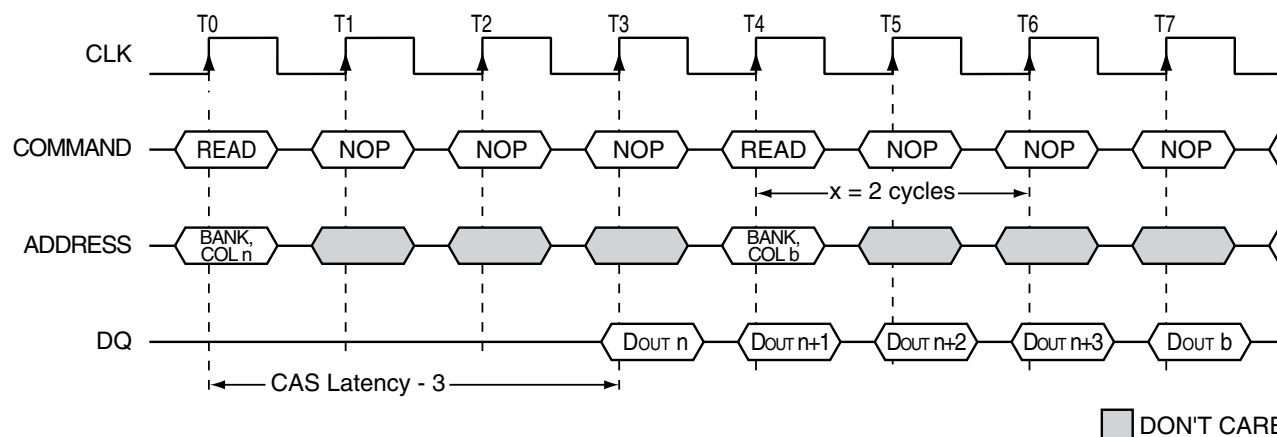 T0 T1 T2 T3 T4 T5 T6 T7
CLK
COMMAND READ NOP NOP NOP READ NOP NOP NOP
x = 2 cycles
ADDRESS BANK, COL n BANK, COL b
DQ DOUT n DOUT n+1 DOUT n+2 DOUT n+3 DOUT b
CAS Latency - 3
DON'T CARE